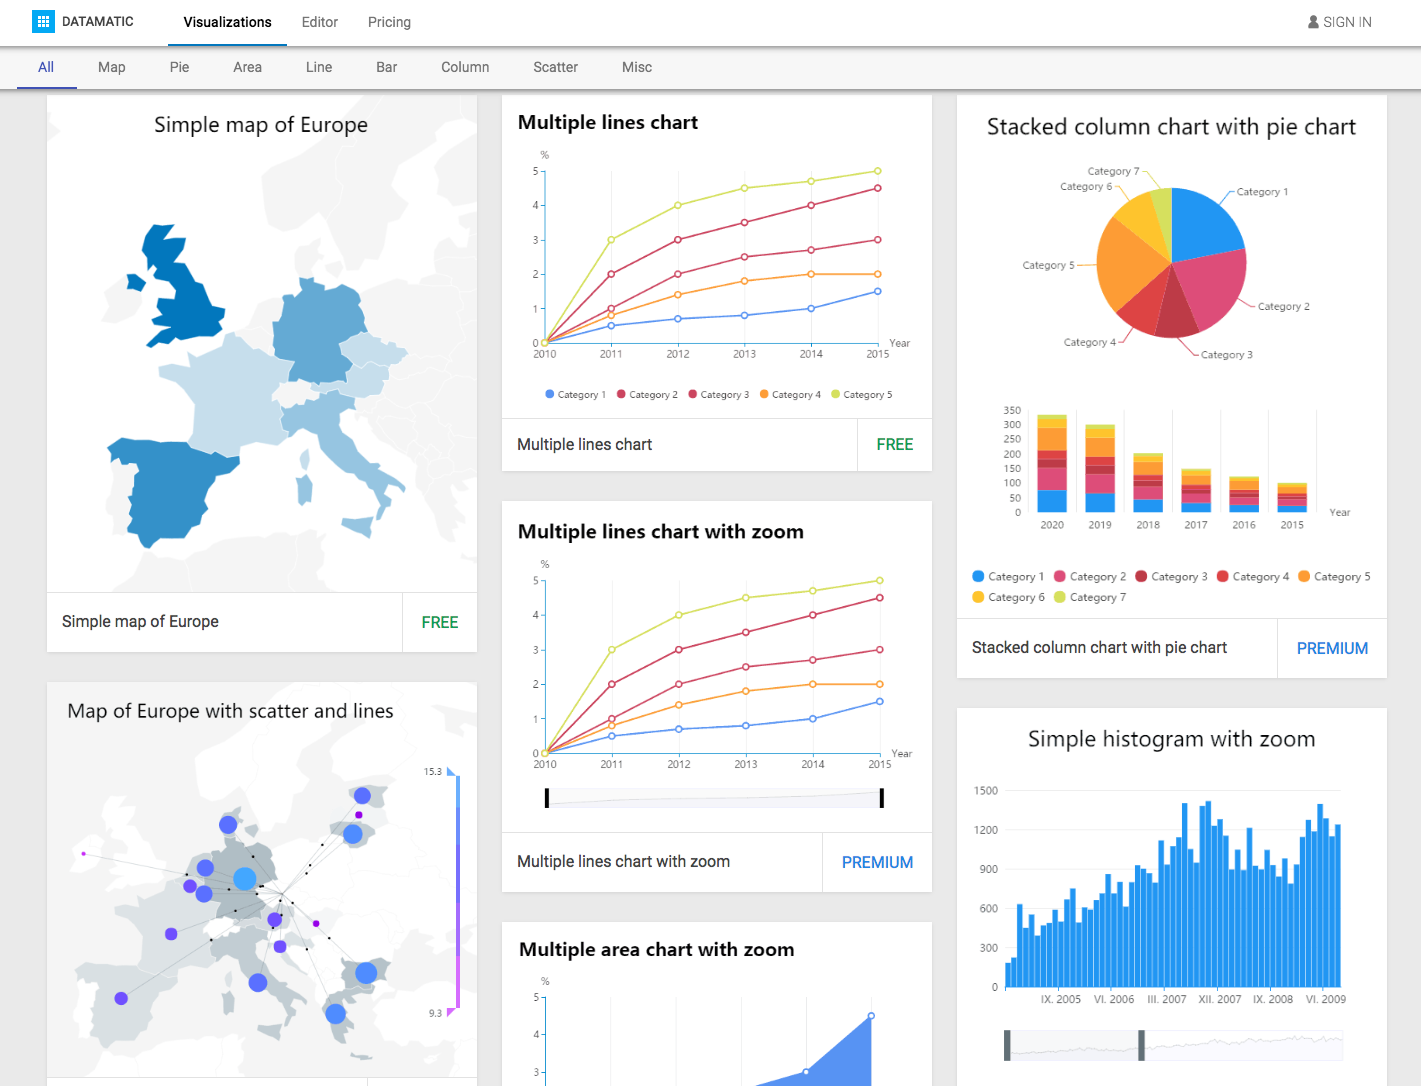 DATAMATIC Visualizations Editor Pricing SIGN IN
All Map Pie Area Line Bar Column Scatter Misc
Simple map of Europe
Simple map of Europe FREE
Map of Europe with scatter and lines
15.3
9.3
Multiple lines chart
%
5
4
3
2
1
0
2010 2011 2012 2013 2014 2015 Year
Category 1 Category 2 Category 3 Category 4 Category 5
Multiple lines chart FREE
Multiple lines chart with zoom
%
5
4
3
2
1
0
2010 2011 2012 2013 2014 2015 Year
Multiple lines chart with zoom PREMIUM
Multiple area chart with zoom
%
5
4
3
Stacked column chart with pie chart
Category 7
Category 6
Category 1
Category 5
Category 2
Category 4
Category 3
350
300
250
200
150
100
50
0
2020 2019 2018 2017 2016 2015 Year
Category 1 Category 2 Category 3 Category 4 Category 5
Category 6 Category 7
Stacked column chart with pie chart PREMIUM
Simple histogram with zoom
1500
1200
900
600
300
0
IX. 2005 VI. 2006 III. 2007 XII. 2007 IX. 2008 VI. 2009